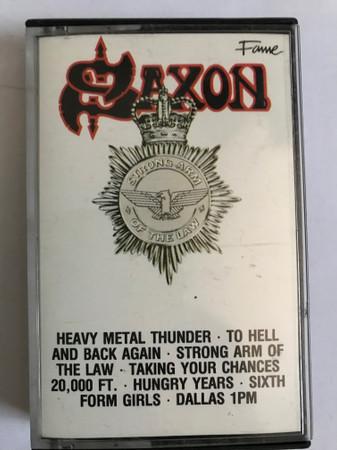 Fame
SAXON
STRONG ARM
OF THE LAW
HEAVY METAL THUNDER · TO HELL
AND BACK AGAIN · STRONG ARM OF
THE LAW · TAKING YOUR CHANCES
20,000 FT. · HUNGRY YEARS · SIXTH
FORM GIRLS · DALLAS 1PM